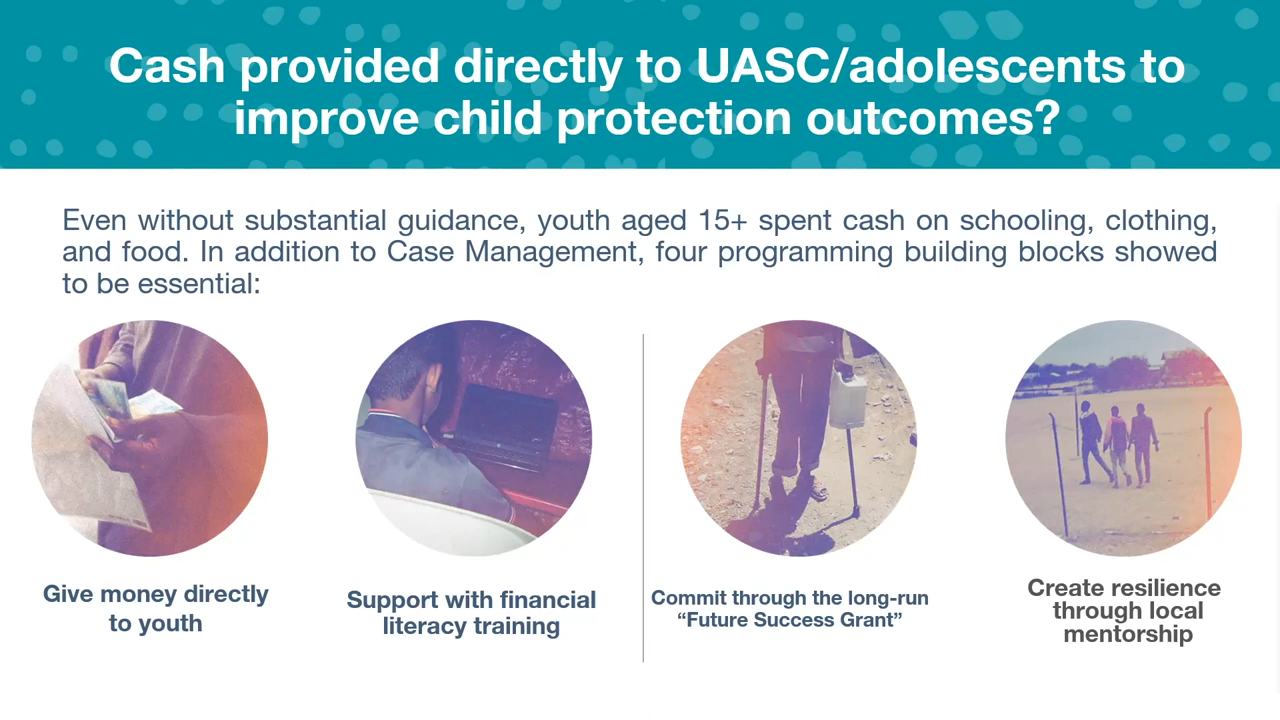 Cash provided directly to UASC/adolescents to
improve child protection outcomes?
Even without substantial guidance, youth aged 15+ spent cash on schooling, clothing,
and food. In addition to Case Management, four programming building blocks showed
to be essential:
Give money directly
to youth
Support with financial
literacy training
Commit through the long-run
“Future Success Grant”
Create resilience
through local
mentorship